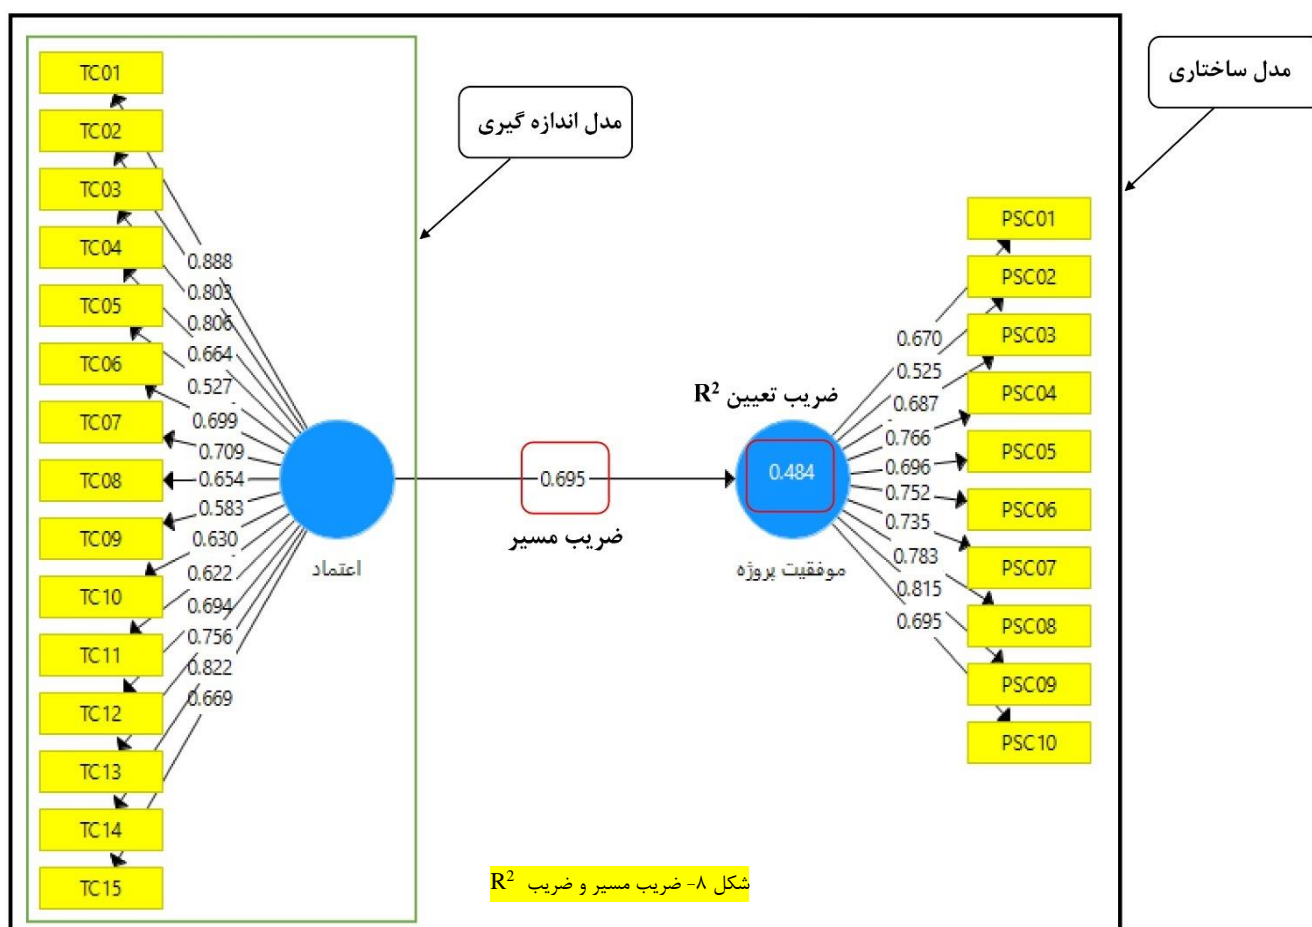 مدل ساختاری
مدل اندازه گیری
TC01
TC02
TC03
TC04
TC05
TC06
TC07
TC08
TC09
TC10
TC11
TC12
TC13
TC14
TC15
0.888
0.803
0.806
0.664
0.527
0.699
0.709
0.654
0.583
0.630
0.622
0.694
0.756
0.822
0.669
اعتماد
0.695
ضریب مسیر
ضریب تعیین R²
0.484
موفقیت پروژه
0.670
0.525
0.687
0.766
0.696
0.752
0.735
0.783
0.815
0.695
PSC01
PSC02
PSC03
PSC04
PSC05
PSC06
PSC07
PSC08
PSC09
PSC10
شکل ۸- ضریب مسیر و ضریب R²